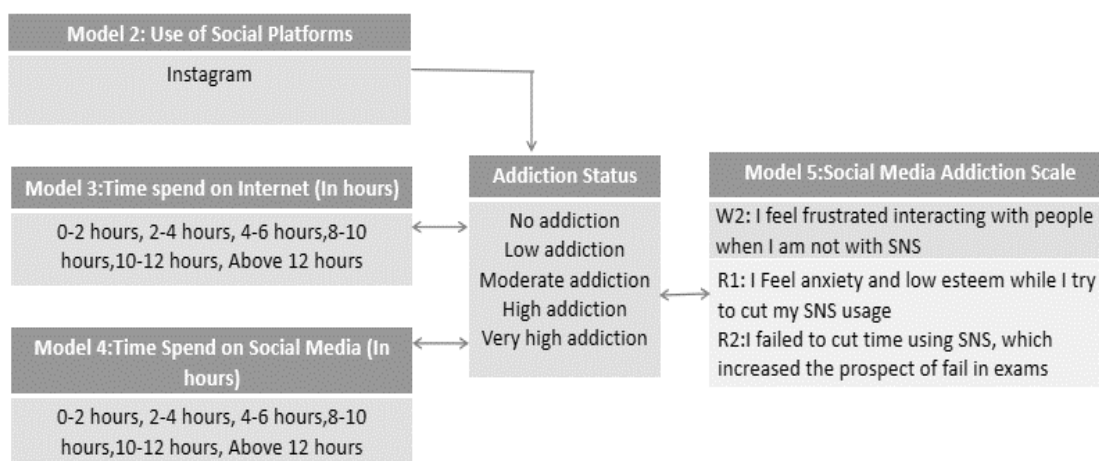 Model 2: Use of Social Platforms
Instagram
Model 3:Time spend on Internet (In hours)
0-2 hours, 2-4 hours, 4-6 hours,8-10
hours,10-12 hours, Above 12 hours
Model 4:Time Spend on Social Media (In
hours)
0-2 hours, 2-4 hours, 4-6 hours,8-10
hours,10-12 hours, Above 12 hours
Addiction Status
No addiction
Low addiction
Moderate addiction
High addiction
Very high addiction
Model 5:Social Media Addiction Scale
W2: I feel frustrated interacting with people
when I am not with SNS
R1: I Feel anxiety and low esteem while I try
to cut my SNS usage
R2:I failed to cut time using SNS, which
increased the prospect of fail in exams